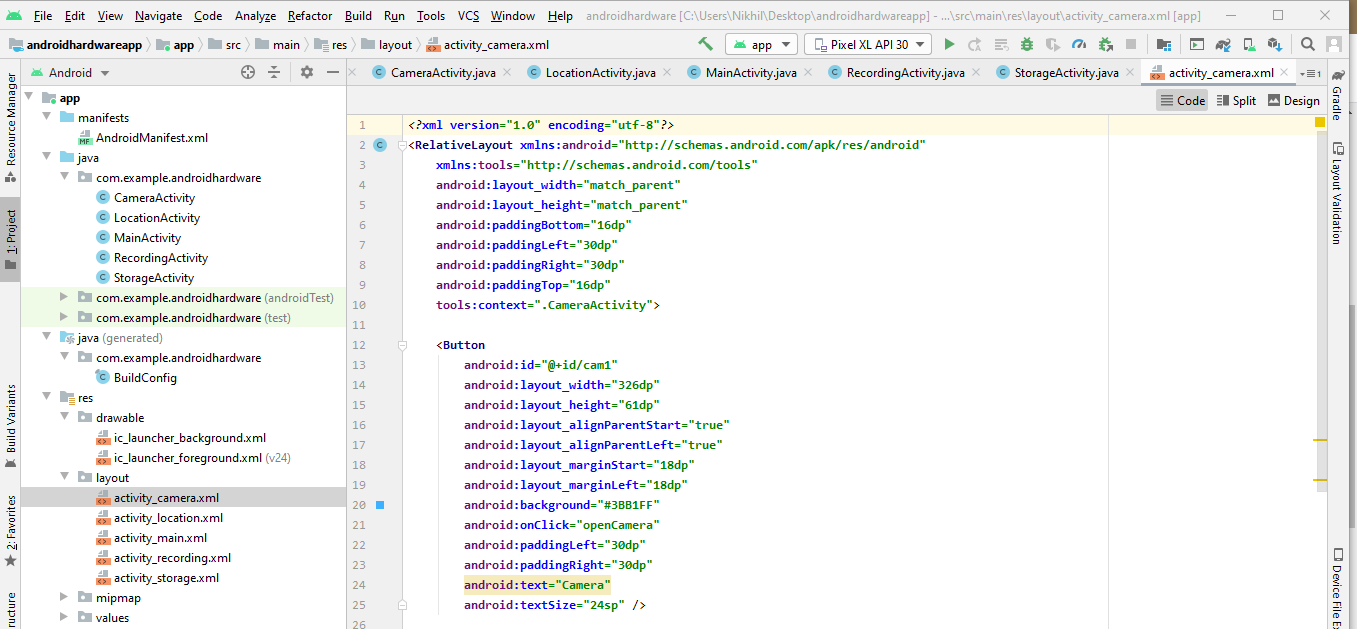 File Edit View Navigate Code Analyze Refactor Build Run Tools VCS Window Help androidhardware [C:\Users\Nikhil\Desktop\androidhardwareapp] - ...\src\main\res\layout\activity_camera.xml [app]
androidhardwareapp app src main res layout activity_camera.xml app Pixel XL API 30
Resource Manager
1: Project
Build Variants
2: Favorites
ructure
Android
app
manifests
AndroidManifest.xml
java
com.example.androidhardware
CameraActivity
LocationActivity
MainActivity
RecordingActivity
StorageActivity
com.example.androidhardware (androidTest)
com.example.androidhardware (test)
java (generated)
com.example.androidhardware
BuildConfig
res
drawable
ic_launcher_background.xml
ic_launcher_foreground.xml (v24)
layout
activity_camera.xml
activity_location.xml
activity_main.xml
activity_recording.xml
activity_storage.xml
mipmap
values
CameraActivity.java LocationActivity.java MainActivity.java RecordingActivity.java StorageActivity.java activity_camera.xml 1
Code Split Design
1 <?xml version="1.0" encoding="utf-8"?>
2 <RelativeLayout xmlns:android="http://schemas.android.com/apk/res/android"
3 xmlns:tools="http://schemas.android.com/tools"
4 android:layout_width="match_parent"
5 android:layout_height="match_parent"
6 android:paddingBottom="16dp"
7 android:paddingLeft="30dp"
8 android:paddingRight="30dp"
9 android:paddingTop="16dp"
10 tools:context=".CameraActivity">
11
12 <Button
13 android:id="@+id/cam1"
14 android:layout_width="326dp"
15 android:layout_height="61dp"
16 android:layout_alignParentStart="true"
17 android:layout_alignParentLeft="true"
18 android:layout_marginStart="18dp"
19 android:layout_marginLeft="18dp"
20 android:background="#3BB1FF"
21 android:onClick="openCamera"
22 android:paddingLeft="30dp"
23 android:paddingRight="30dp"
24 android:text="Camera"
25 android:textSize="24sp" />
26
Gradle
Layout Validation
Device File Ex